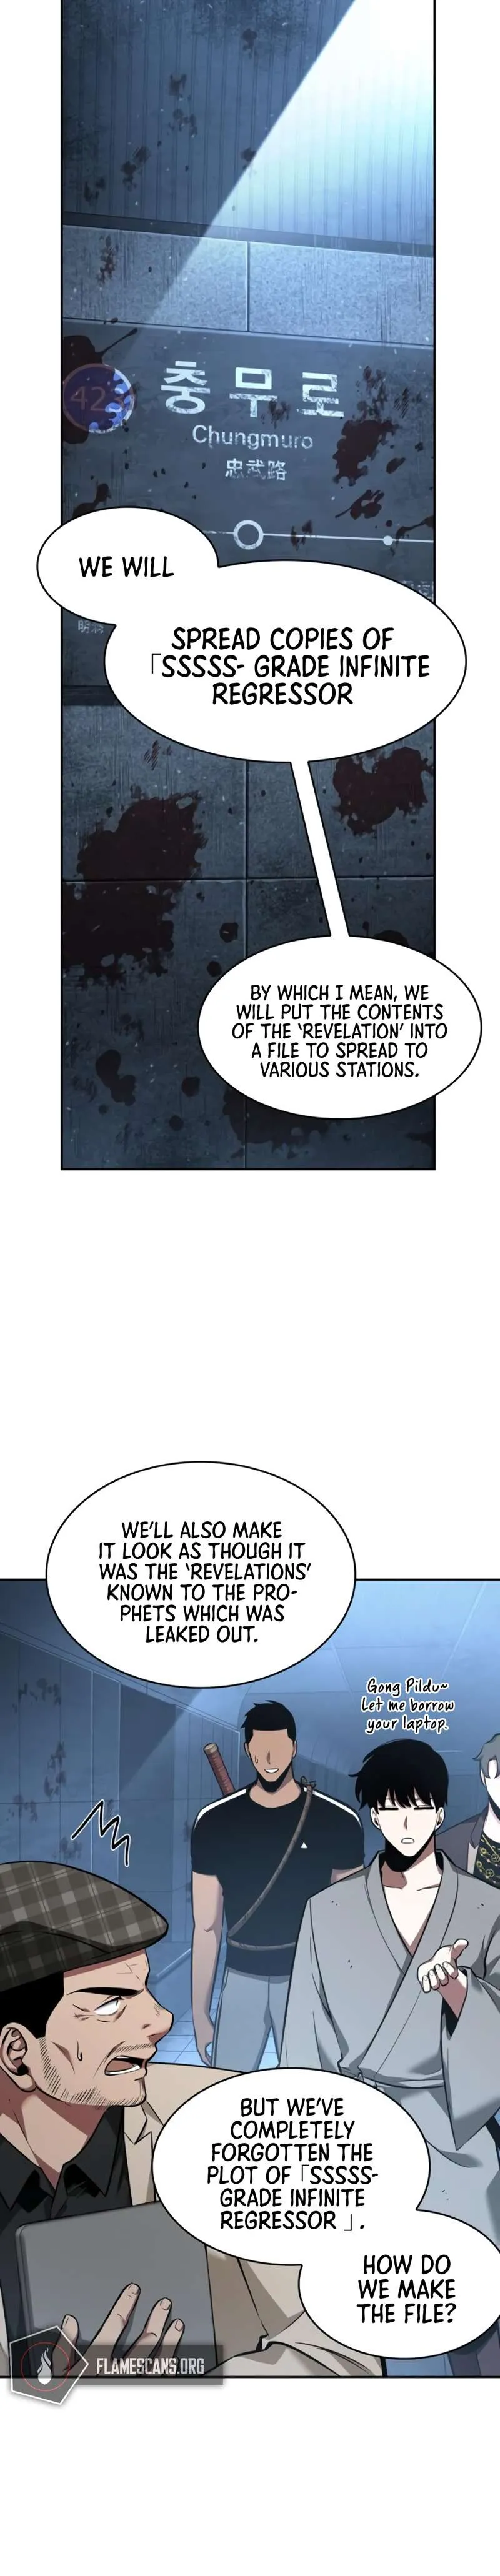 423
충무로
Chungmuro
忠武路
WE WILL
SPREAD COPIES OF
「SSSSS- GRADE INFINITE
REGRESSOR
BY WHICH I MEAN, WE
WILL PUT THE CONTENTS
OF THE 'REVELATION' INTO
A FILE TO SPREAD TO
VARIOUS STATIONS.
WE'LL ALSO MAKE
IT LOOK AS THOUGH IT
WAS THE 'REVELATIONS'
KNOWN TO THE PRO-
PHETS WHICH WAS
LEAKED OUT.
Gong Pildu~
Let me borrow
your laptop.
BUT WE'VE
COMPLETELY
FORGOTTEN THE
PLOT OF「SSSSS-
GRADE INFINITE
REGRESSOR 」.
HOW DO
WE MAKE
THE FILE?
FLAMESCANS.ORG